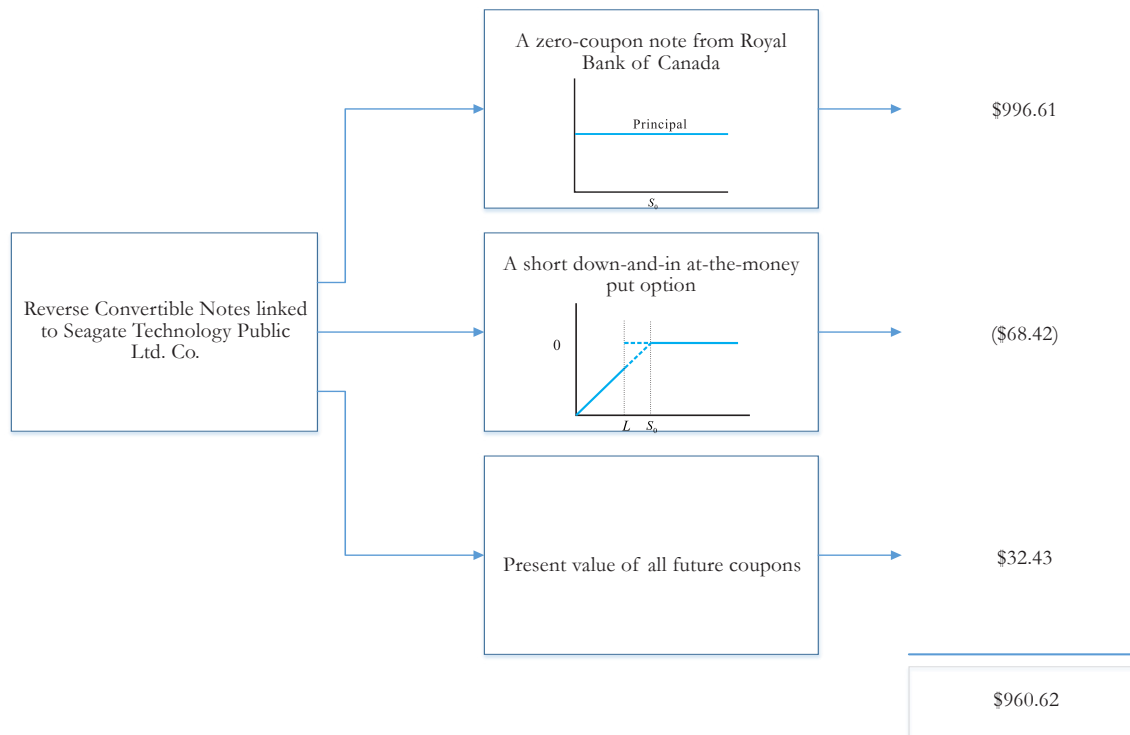 A zero-coupon note from Royal
Bank of Canada
Principal
S₀
$996.61
Reverse Convertible Notes linked
to Seagate Technology Public
Ltd. Co.
A short down-and-in at-the-money
put option
0
L S₀
($68.42)
Present value of all future coupons
$32.43
$960.62